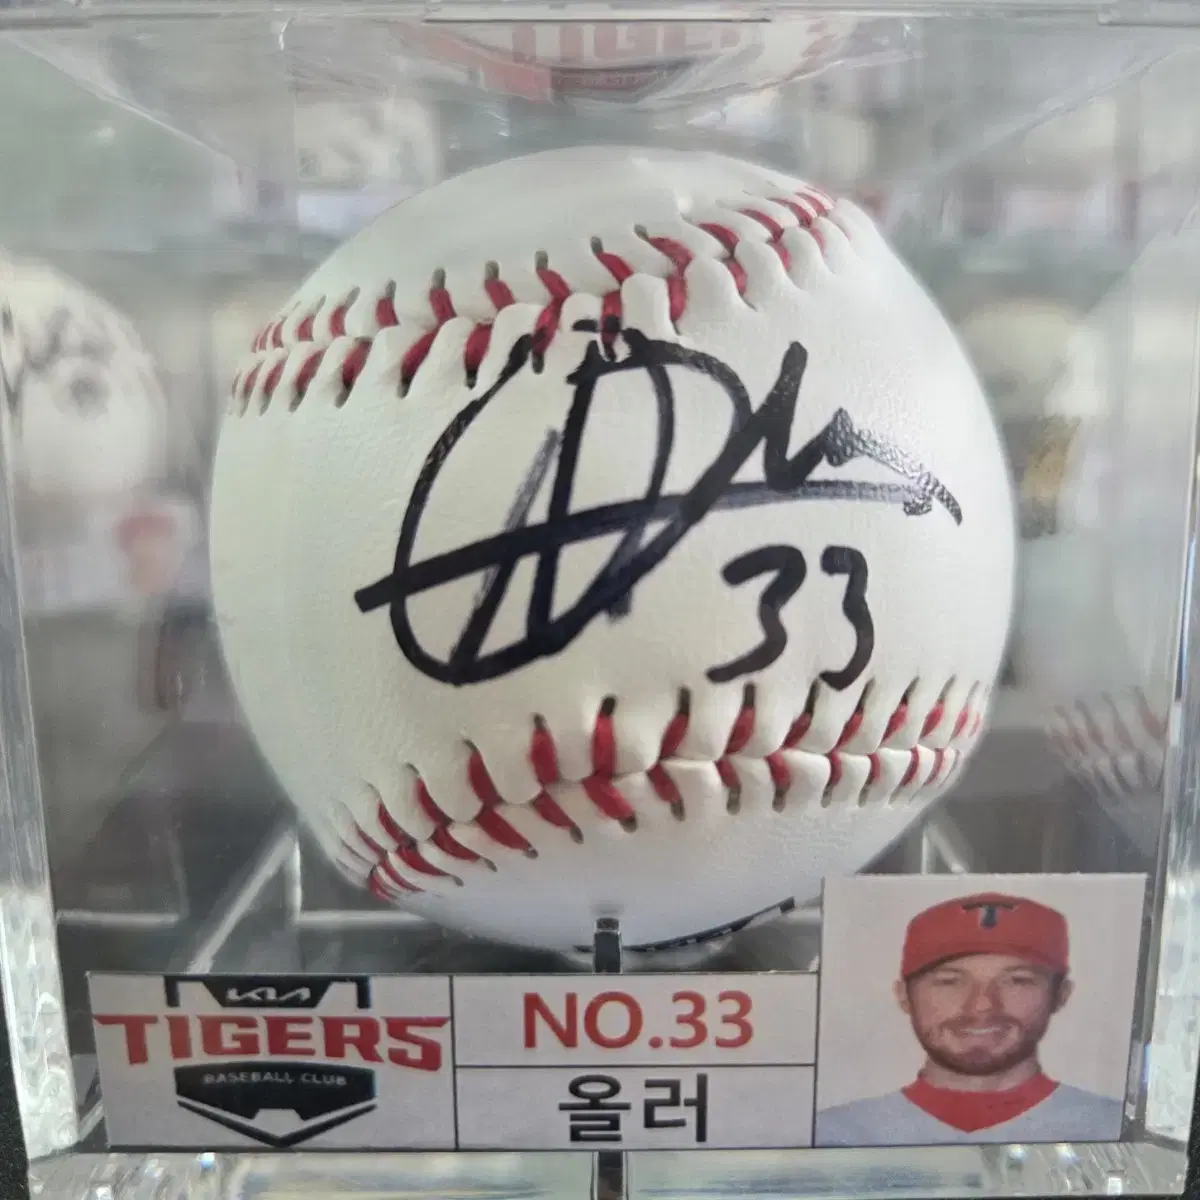 33
KIA
TIGERS
BASEBALL CLUB
NO.33
올러
T